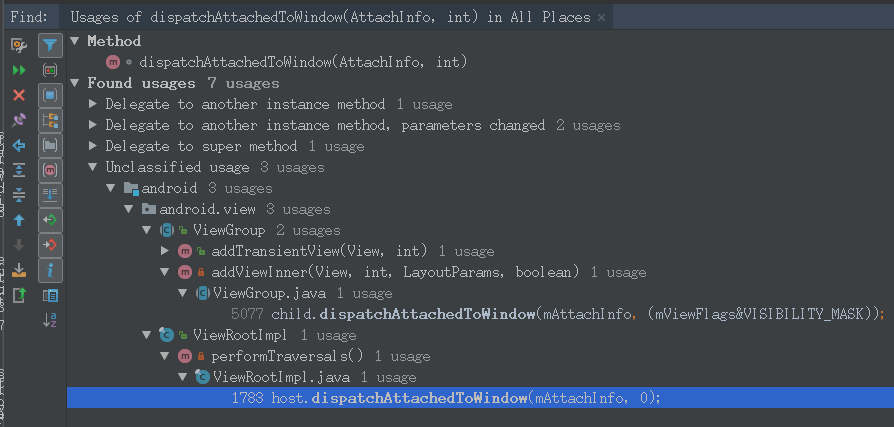 Find: Usages of dispatchAttachedToWindow(AttachInfo, int) in All Places ×
Method
dispatchAttachedToWindow(AttachInfo, int)
Found usages 7 usages
Delegate to another instance method 1 usage
Delegate to another instance method, parameters changed 2 usages
Delegate to super method 1 usage
Unclassified usage 3 usages
android 3 usages
android.view 3 usages
ViewGroup 2 usages
addTransientView(View, int) 1 usage
addViewInner(View, int, LayoutParams, boolean) 1 usage
ViewGroup.java 1 usage
5077 child.dispatchAttachedToWindow(mAttachInfo, (mViewFlags&VISIBILITY_MASK));
ViewRootImpl 1 usage
performTraversals() 1 usage
ViewRootImpl.java 1 usage
1783 host.dispatchAttachedToWindow(mAttachInfo, 0);